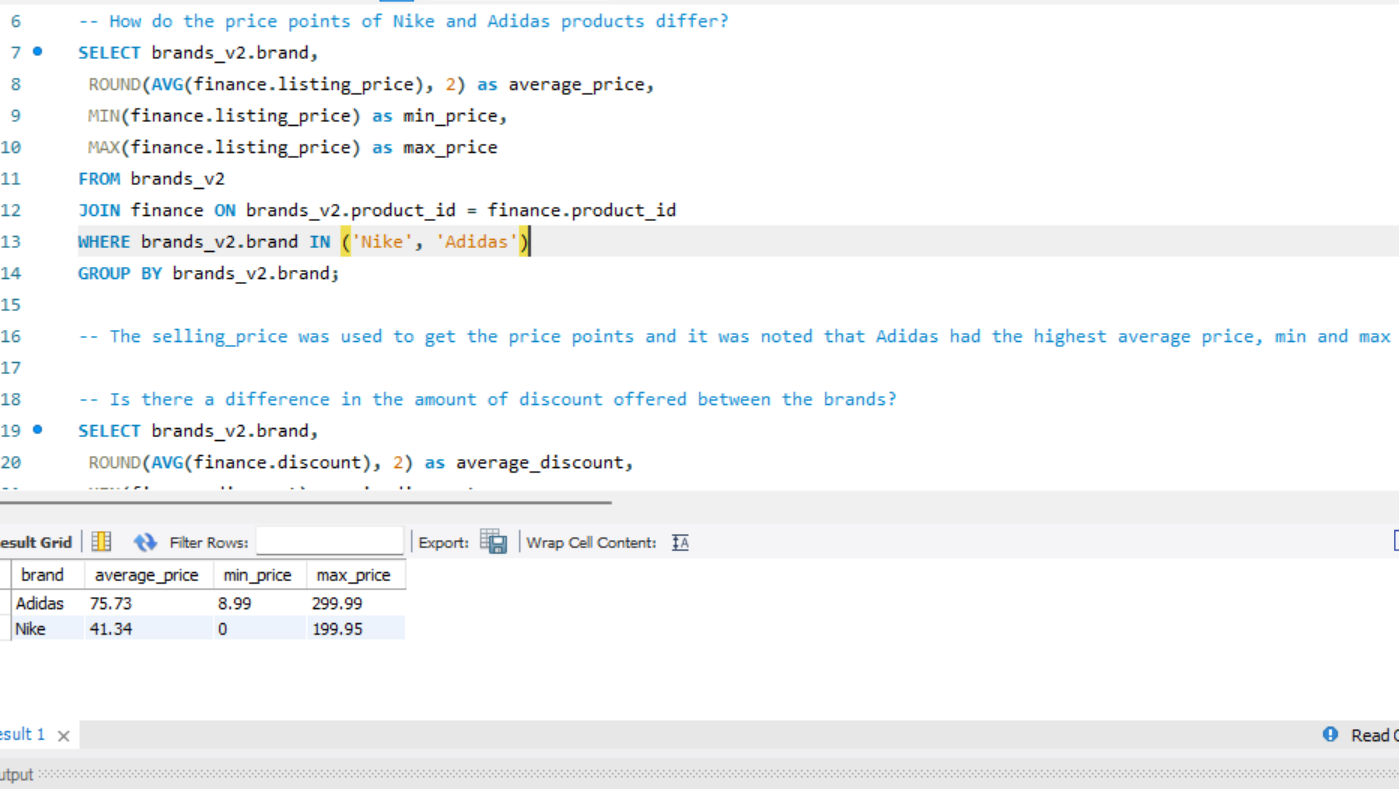 6 -- How do the price points of Nike and Adidas products differ?
7 SELECT brands_v2.brand,
8 ROUND(AVG(finance.listing_price), 2) as average_price,
9 MIN(finance.listing_price) as min_price,
10 MAX(finance.listing_price) as max_price
11 FROM brands_v2
12 JOIN finance ON brands_v2.product_id = finance.product_id
13 WHERE brands_v2.brand IN ('Nike', 'Adidas')
14 GROUP BY brands_v2.brand;
15
16 -- The selling_price was used to get the price points and it was noted that Adidas had the highest average price, min and max
17
18 -- Is there a difference in the amount of discount offered between the brands?
19 SELECT brands_v2.brand,
20 ROUND(AVG(finance.discount), 2) as average_discount,
esult Grid Filter Rows: Export: Wrap Cell Content:
brand average_price min_price max_price
Adidas 75.73 8.99 299.99
Nike 41.34 0 199.95
esult 1 Read
utput